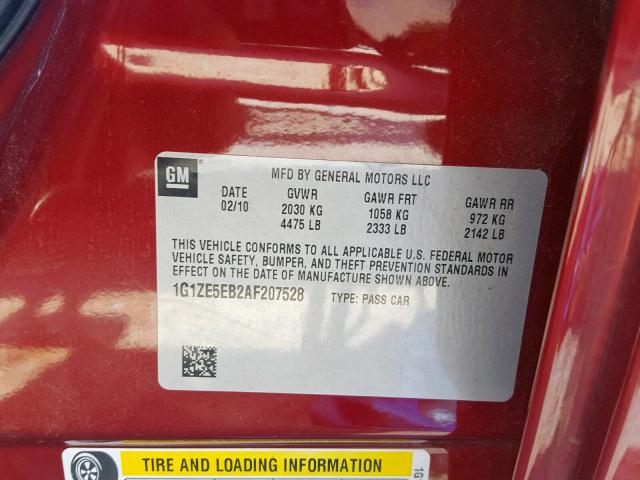 GM
MFD BY GENERAL MOTORS LLC
DATE GVWR GAWR FRT GAWR RR
02/10 2030 KG 1058 KG 972 KG
4475 LB 2333 LB 2142 LB
THIS VEHICLE CONFORMS TO ALL APPLICABLE U.S. FEDERAL MOTOR
VEHICLE SAFETY, BUMPER, AND THEFT PREVENTION STANDARDS IN
EFFECT ON THE DATE OF MANUFACTURE SHOWN ABOVE.
1G1ZE5EB2AF207528 TYPE: PASS CAR
TIRE AND LOADING INFORMATION
1G